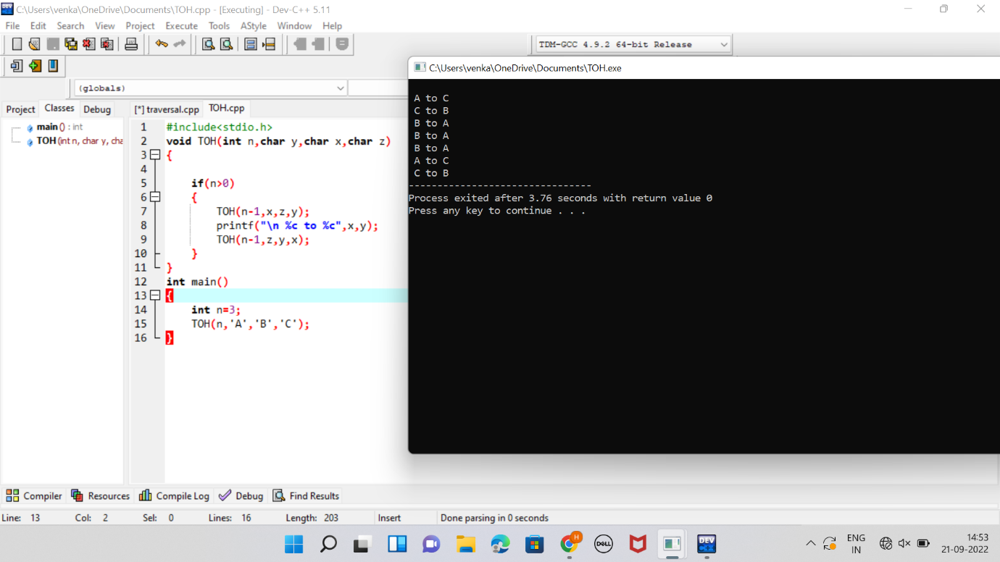 C:\Users\venka\OneDrive\Documents\TOH.cpp - [Executing] - Dev-C++ 5.11
File Edit Search View Project Execute Tools AStyle Window Help
TDM-GCC 4.9.2 64-bit Release
(globals)
Project Classes Debug
main () : int
TOH (int n, char y, cha
[*] traversal.cpp TOH.cpp
1 #include<stdio.h>
2 void TOH(int n,char y,char x,char z)
3 {
4
5 if(n>0)
6 {
7 TOH(n-1,x,z,y);
8 printf("\n %c to %c",x,y);
9 TOH(n-1,z,y,x);
10 }
11 }
12 int main()
13 {
14 int n=3;
15 TOH(n,'A','B','C');
16 }
C:\Users\venka\OneDrive\Documents\TOH.exe
A to C
C to B
B to A
B to A
B to A
A to C
C to B
--------------------------------
Process exited after 3.76 seconds with return value 0
Press any key to continue . . .
Compiler Resources Compile Log Debug Find Results
Line: 13 Col: 2 Sel: 0 Lines: 16 Length: 203 Insert Done parsing in 0 seconds
H
DELL
DEV
ENG
IN
14:53
21-09-2022